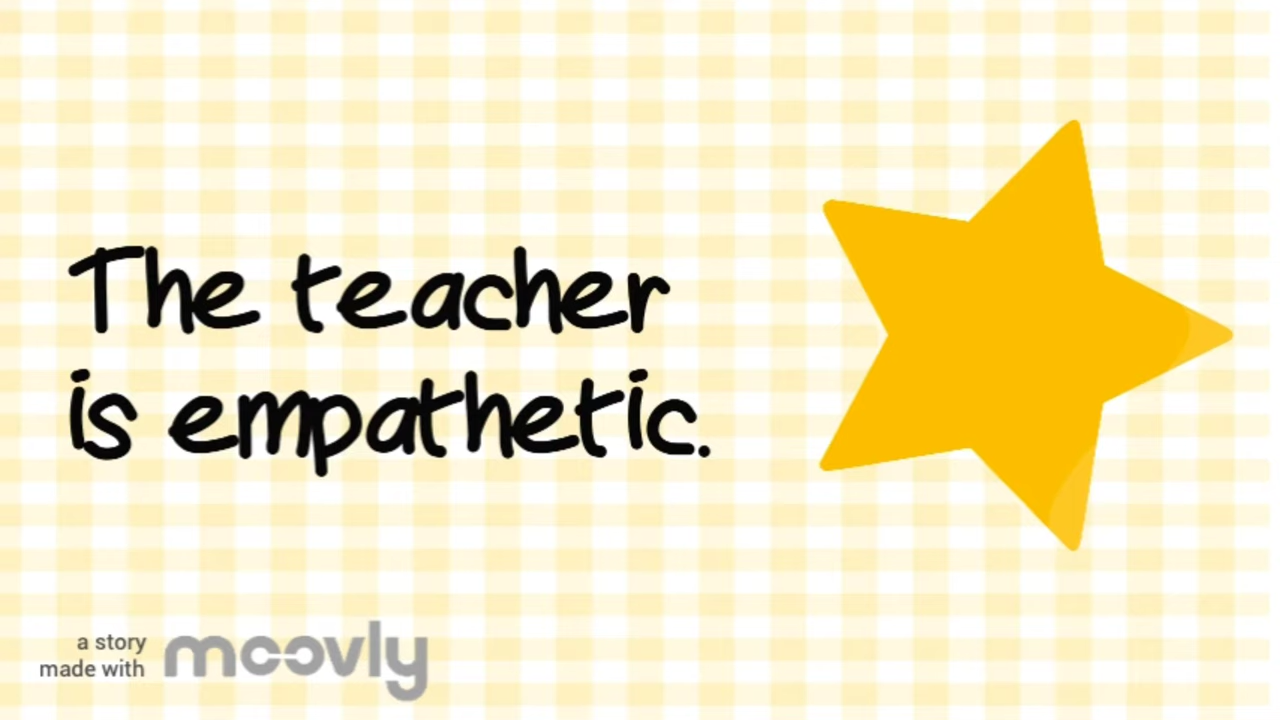 The teacher
is empathetic.
a story
made with
moovly